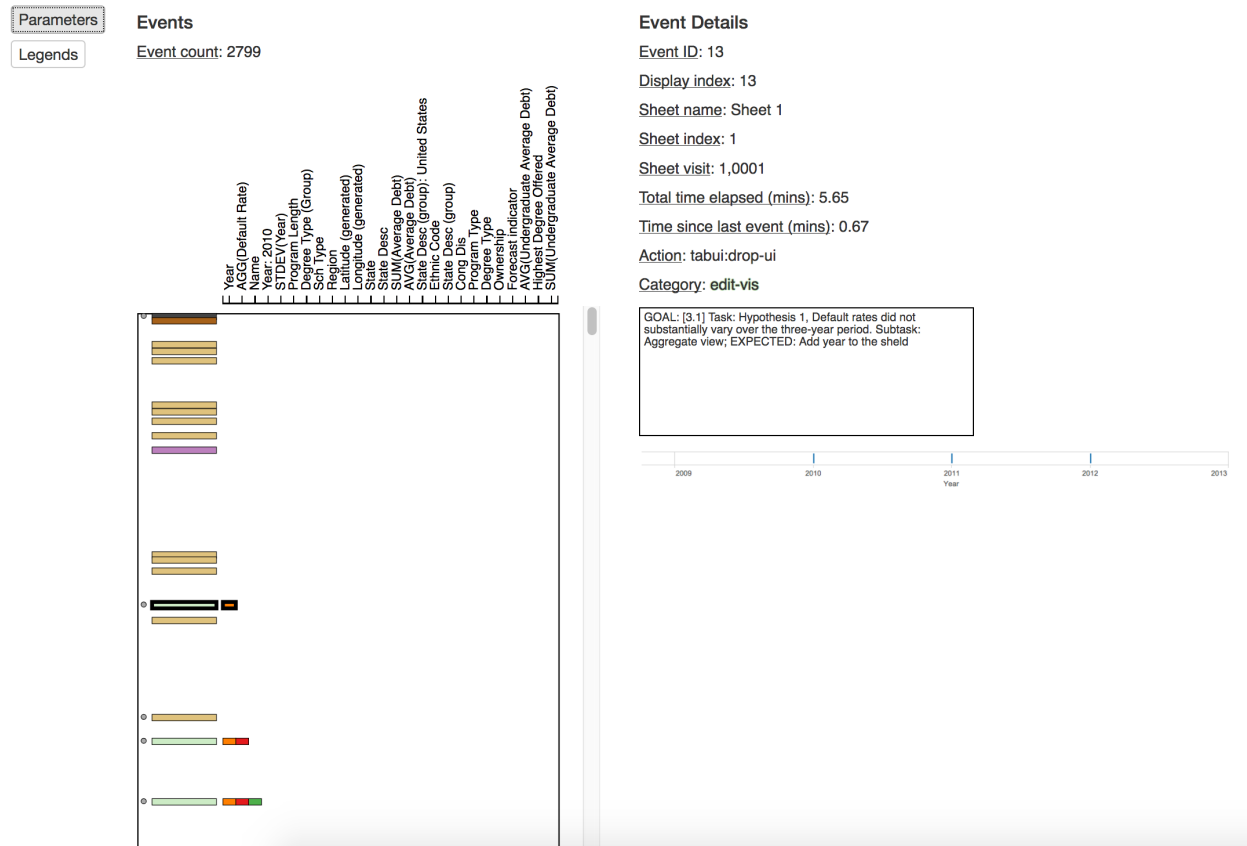 Parameters
Legends
Events
Event count: 2799
Year
AGG(Default Rate)
Name
Year: 2010
STDEV(Year)
Program Length
Degree Type (Group)
Sch Type
Region
Latitude (generated)
Longitude (generated)
State
State Desc
SUM(Average Debt)
AVG(Average Debt)
State Desc (group): United States
Ethnic Code
State Desc (group)
Cong Dis
Program Type
Degree Type
Ownership
Forecast indicator
AVG(Undergraduate Average Debt)
Highest Degree Offered
SUM(Undergraduate Average Debt)
Event Details
Event ID: 13
Display index: 13
Sheet name: Sheet 1
Sheet index: 1
Sheet visit: 1,0001
Total time elapsed (mins): 5.65
Time since last event (mins): 0.67
Action: tabui:drop-ui
Category: edit-vis
GOAL: [3.1] Task: Hypothesis 1, Default rates did not
substantially vary over the three-year period. Subtask:
Aggregate view; EXPECTED: Add year to the sheld
2009 2010 2011 2012 2013
Year